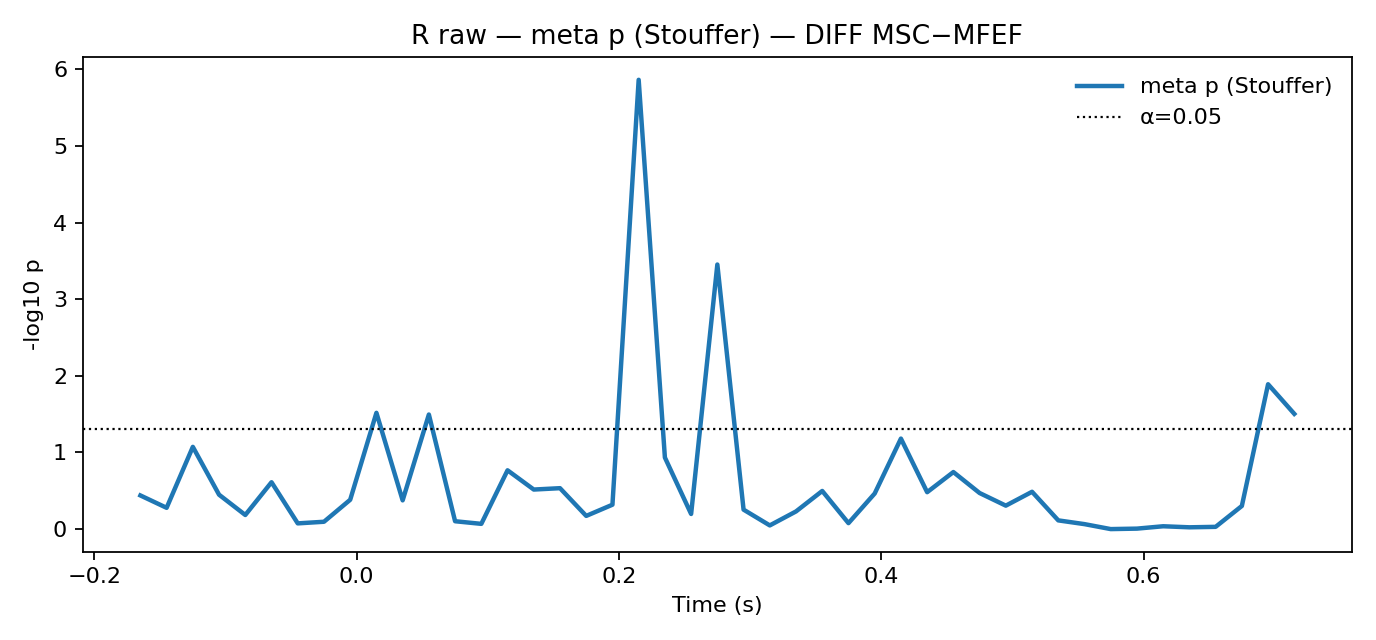 R raw — meta p (Stouffer) — DIFF MSC−MFEF
meta p (Stouffer)
α=0.05
-log10 p
6
5
4
3
2
1
0
−0.2
0.0
0.2
0.4
0.6
Time (s)